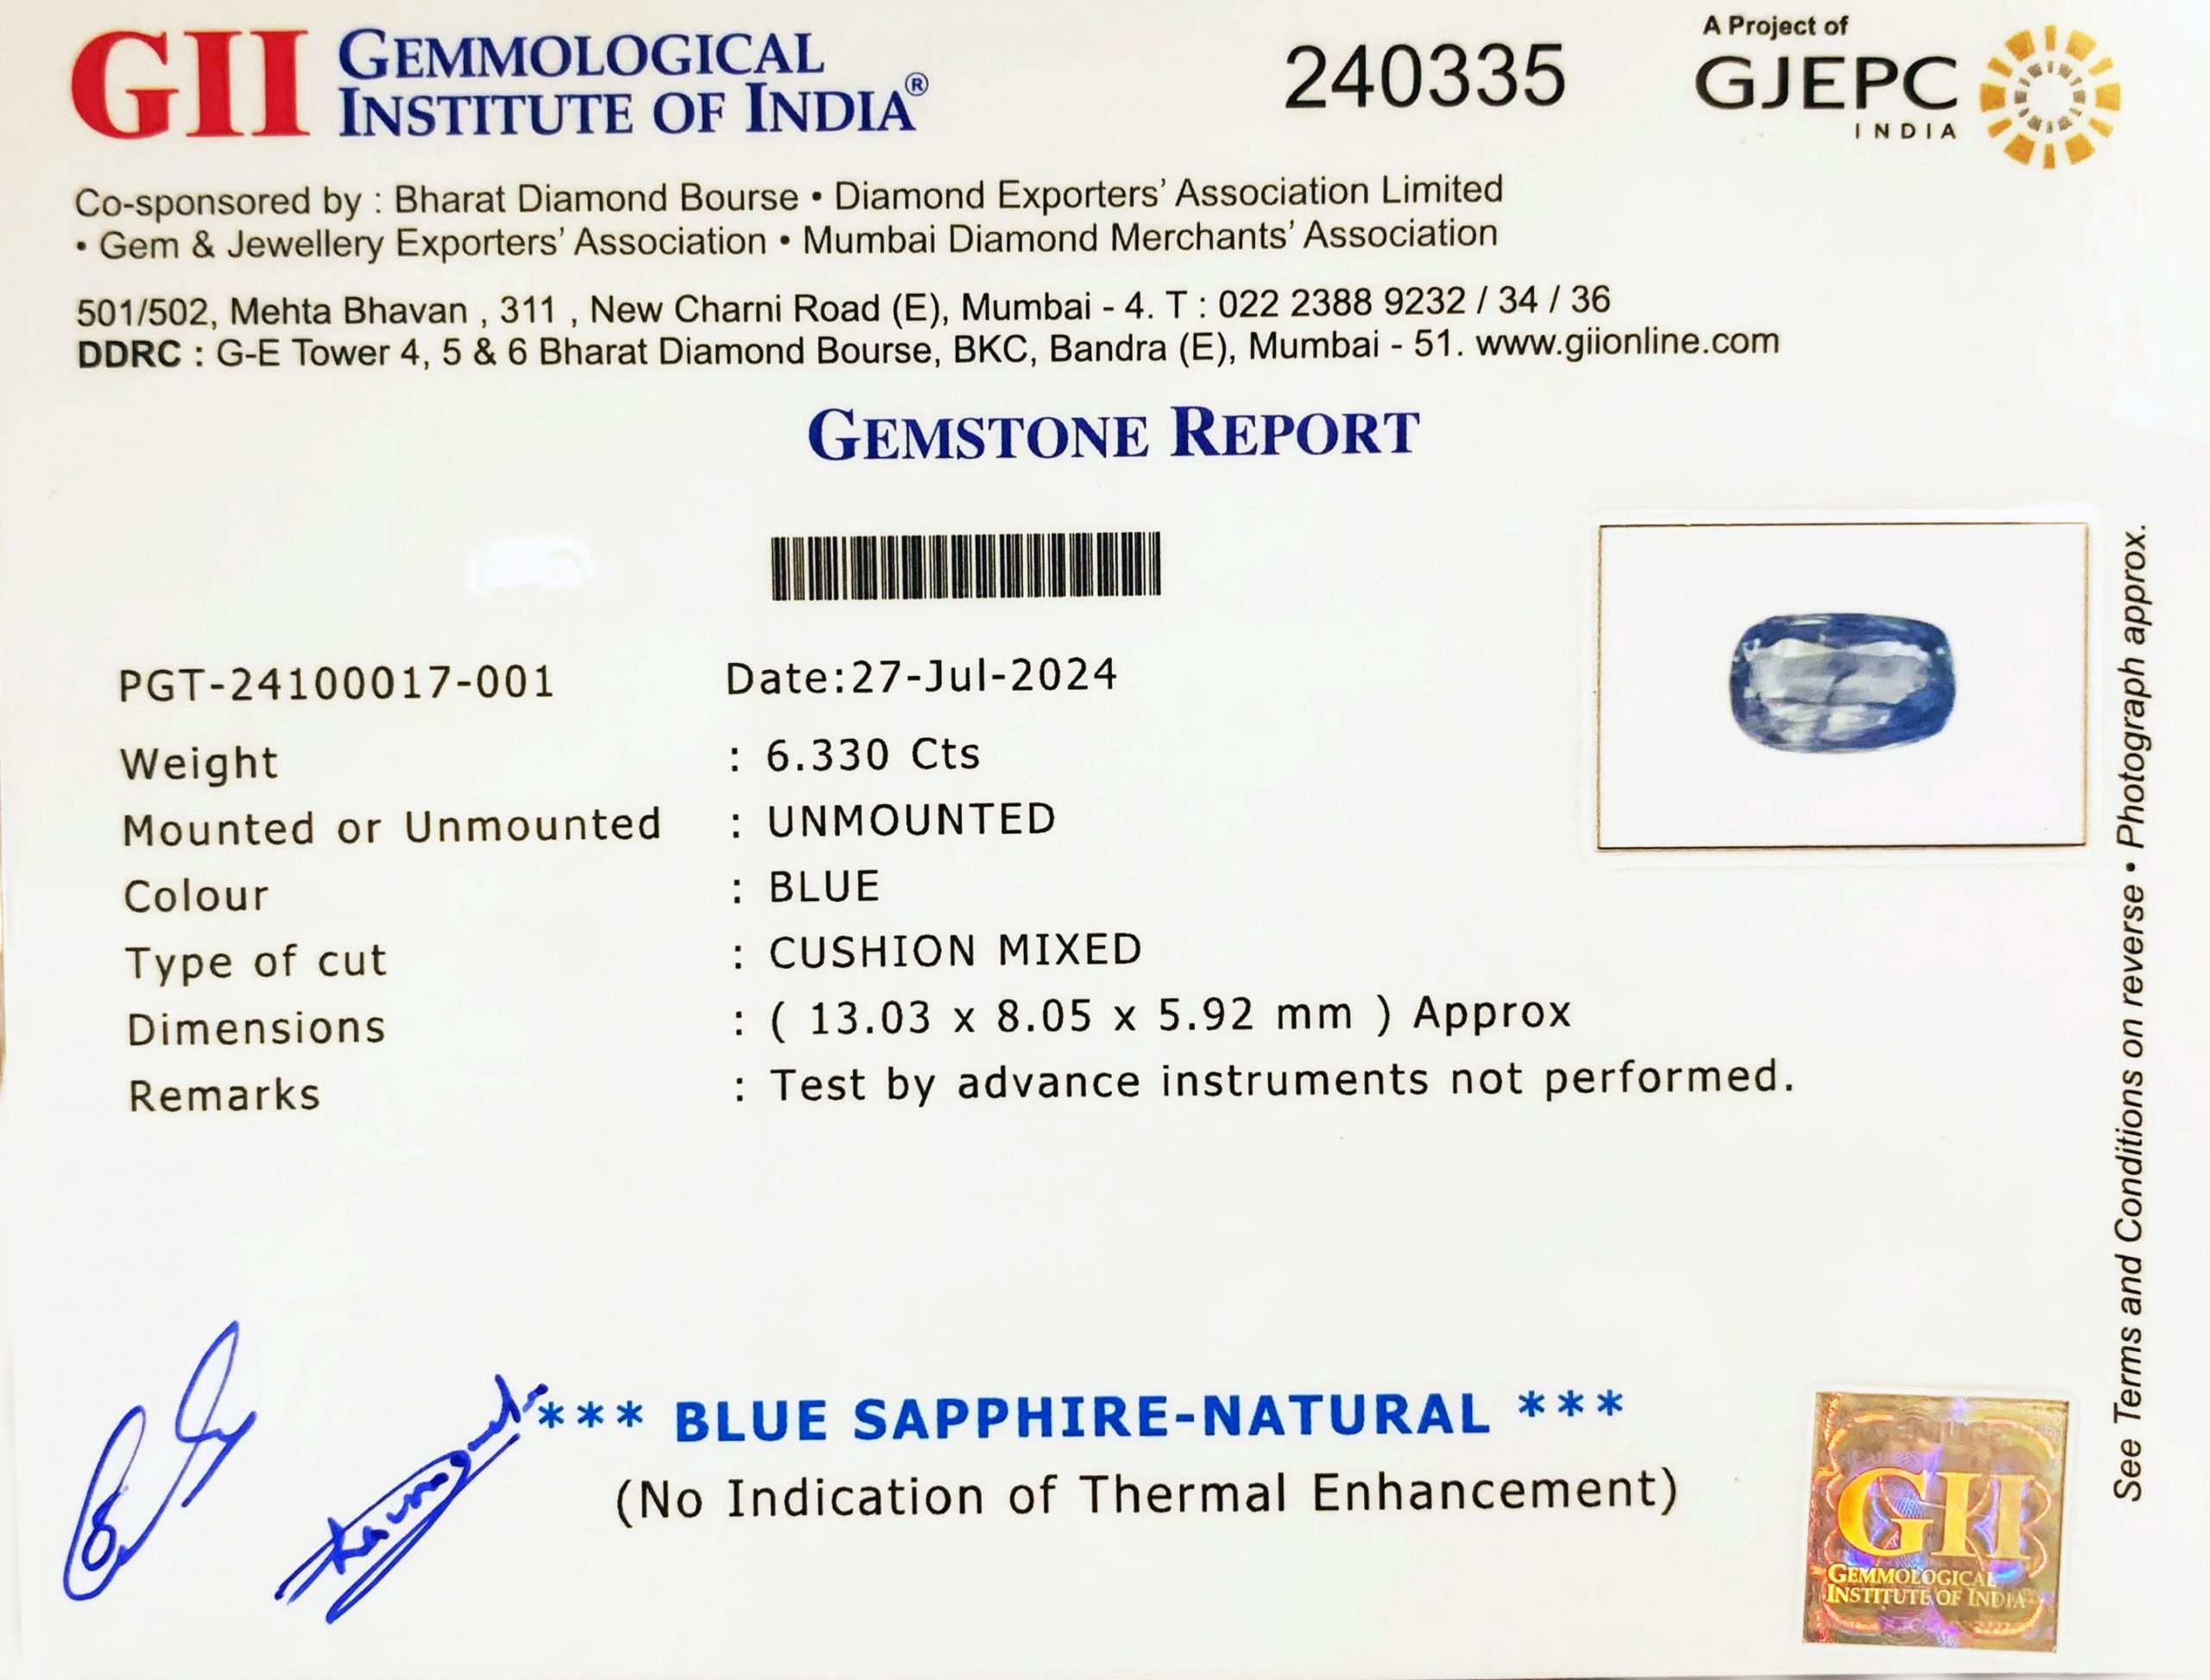 GII GEMMOLOGICAL INSTITUTE OF INDIA®
240335
A Project of
GJEPC
INDIA
Co-sponsored by : Bharat Diamond Bourse • Diamond Exporters' Association Limited
• Gem & Jewellery Exporters' Association • Mumbai Diamond Merchants' Association
501/502, Mehta Bhavan , 311 , New Charni Road (E), Mumbai - 4. T : 022 2388 9232 / 34 / 36
DDRC : G-E Tower 4, 5 & 6 Bharat Diamond Bourse, BKC, Bandra (E), Mumbai - 51. www.giionline.com
GEMSTONE REPORT
PGT-24100017-001 Date:27-Jul-2024
Weight : 6.330 Cts
Mounted or Unmounted : UNMOUNTED
Colour : BLUE
Type of cut : CUSHION MIXED
Dimensions : ( 13.03 x 8.05 x 5.92 mm ) Approx
Remarks : Test by advance instruments not performed.
*** BLUE SAPPHIRE-NATURAL ***
(No Indication of Thermal Enhancement)
GII
GEMMOLOGICAL
INSTITUTE OF INDIA
See Terms and Conditions on reverse • Photograph approx.